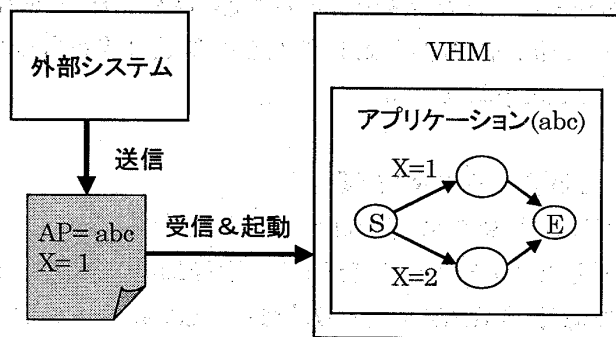 外部システム
送信
AP= abc
X= 1
受信&起動
VHM
アプリケーション(abc)
X=1
S
E
X=2